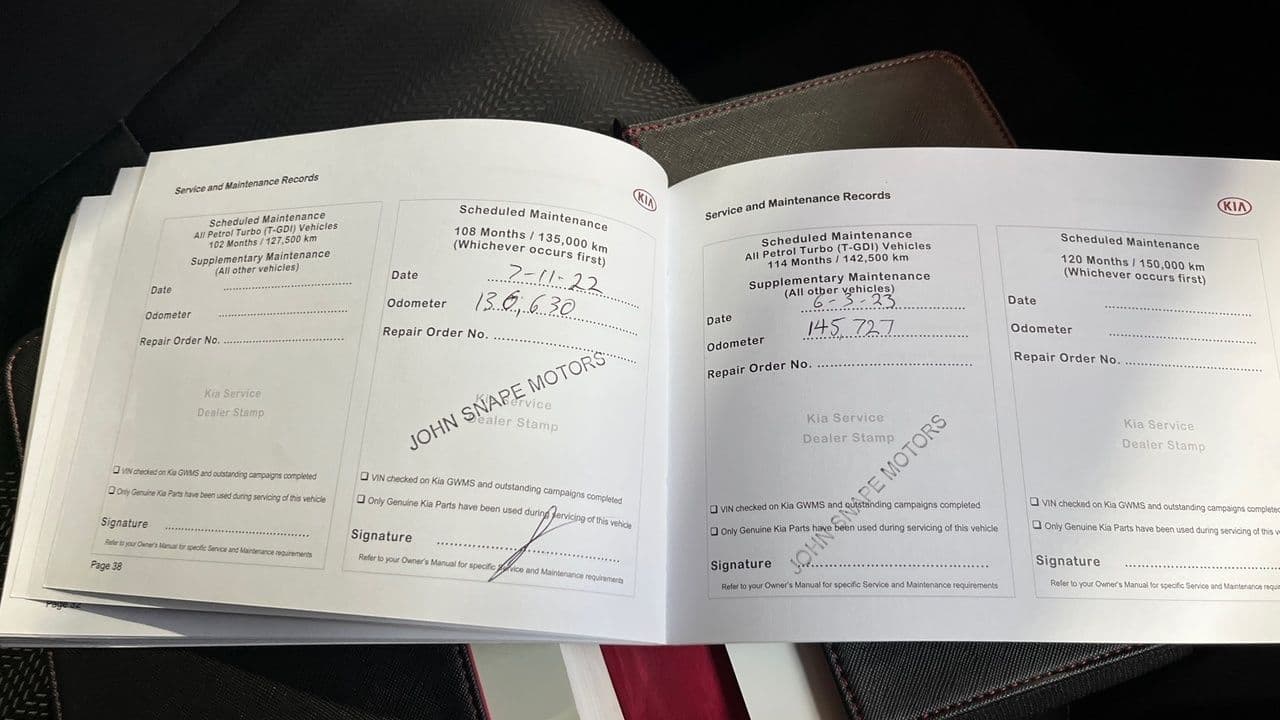 Service and Maintenance Records
KIA
Scheduled Maintenance
All Petrol Turbo (T-GDI) Vehicles
102 Months / 127,500 km
Supplementary Maintenance
(All other vehicles)
Date
Odometer
Repair Order No.
Kia Service
Dealer Stamp
VIN checked on Kia GWMS and outstanding campaigns completed
Only Genuine Kia Parts have been used during servicing of this vehicle
Signature
Refer to your Owner's Manual for specific Service and Maintenance requirements
Page 38
Scheduled Maintenance
108 Months / 135,000 km
(Whichever occurs first)
Date 7-11-22
Odometer 136,630
Repair Order No.
JOHN SNAPE MOTORS
Kia Service
Dealer Stamp
VIN checked on Kia GWMS and outstanding campaigns completed
Only Genuine Kia Parts have been used during servicing of this vehicle
Signature
Refer to your Owner's Manual for specific Service and Maintenance requirements
Service and Maintenance Records
KIA
Scheduled Maintenance
All Petrol Turbo (T-GDI) Vehicles
114 Months / 142,500 km
Supplementary Maintenance
(All other vehicles)
Date 6-3-23
Odometer 145,727
Repair Order No.
Kia Service
Dealer Stamp
JOHN SNAPE MOTORS
VIN checked on Kia GWMS and outstanding campaigns completed
Only Genuine Kia Parts have been used during servicing of this vehicle
Signature
Refer to your Owner's Manual for specific Service and Maintenance requirements
Scheduled Maintenance
120 Months / 150,000 km
(Whichever occurs first)
Date
Odometer
Repair Order No.
Kia Service
Dealer Stamp
VIN checked on Kia GWMS and outstanding campaigns
Only Genuine Kia Parts have been used during servicing of this
Signature
Refer to your Owner's Manual for specific Service and Maintenance